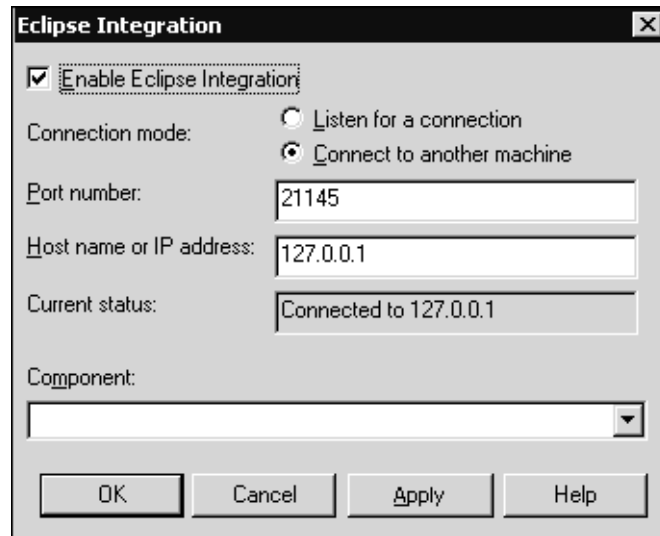 Eclipse Integration
Enable Eclipse Integration
Connection mode:
Listen for a connection
Connect to another machine
Port number:
21145
Host name or IP address:
127.0.0.1
Current status:
Connected to 127.0.0.1
Component:
OK
Cancel
Apply
Help